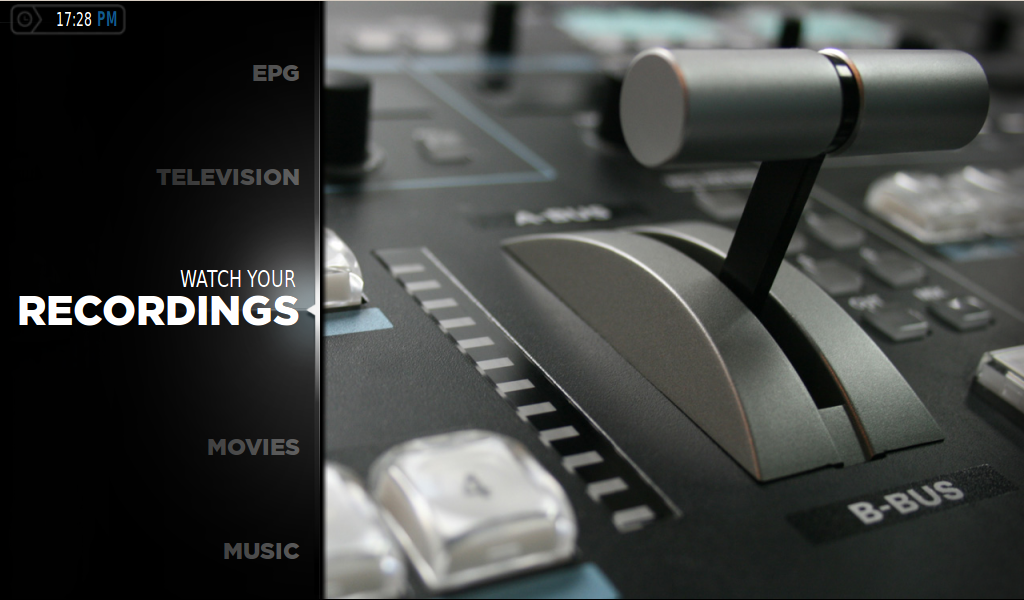 17:28 PM
EPG
TELEVISION
WATCH YOUR
RECORDINGS
MOVIES
MUSIC
A-BUS
4
B-BUS